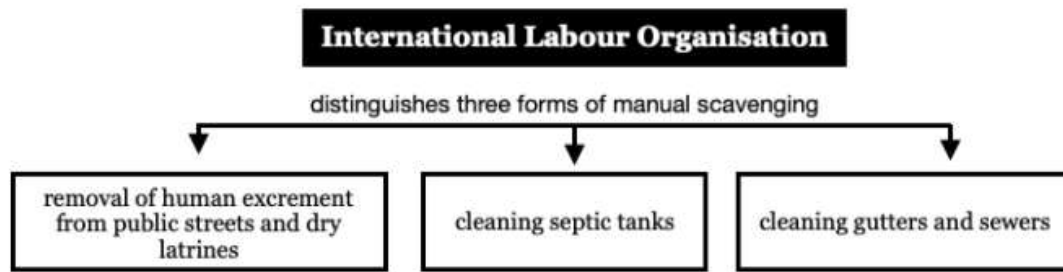 International Labour Organisation
distinguishes three forms of manual scavenging
removal of human excrement
from public streets and dry
latrines
cleaning septic tanks
cleaning gutters and sewers